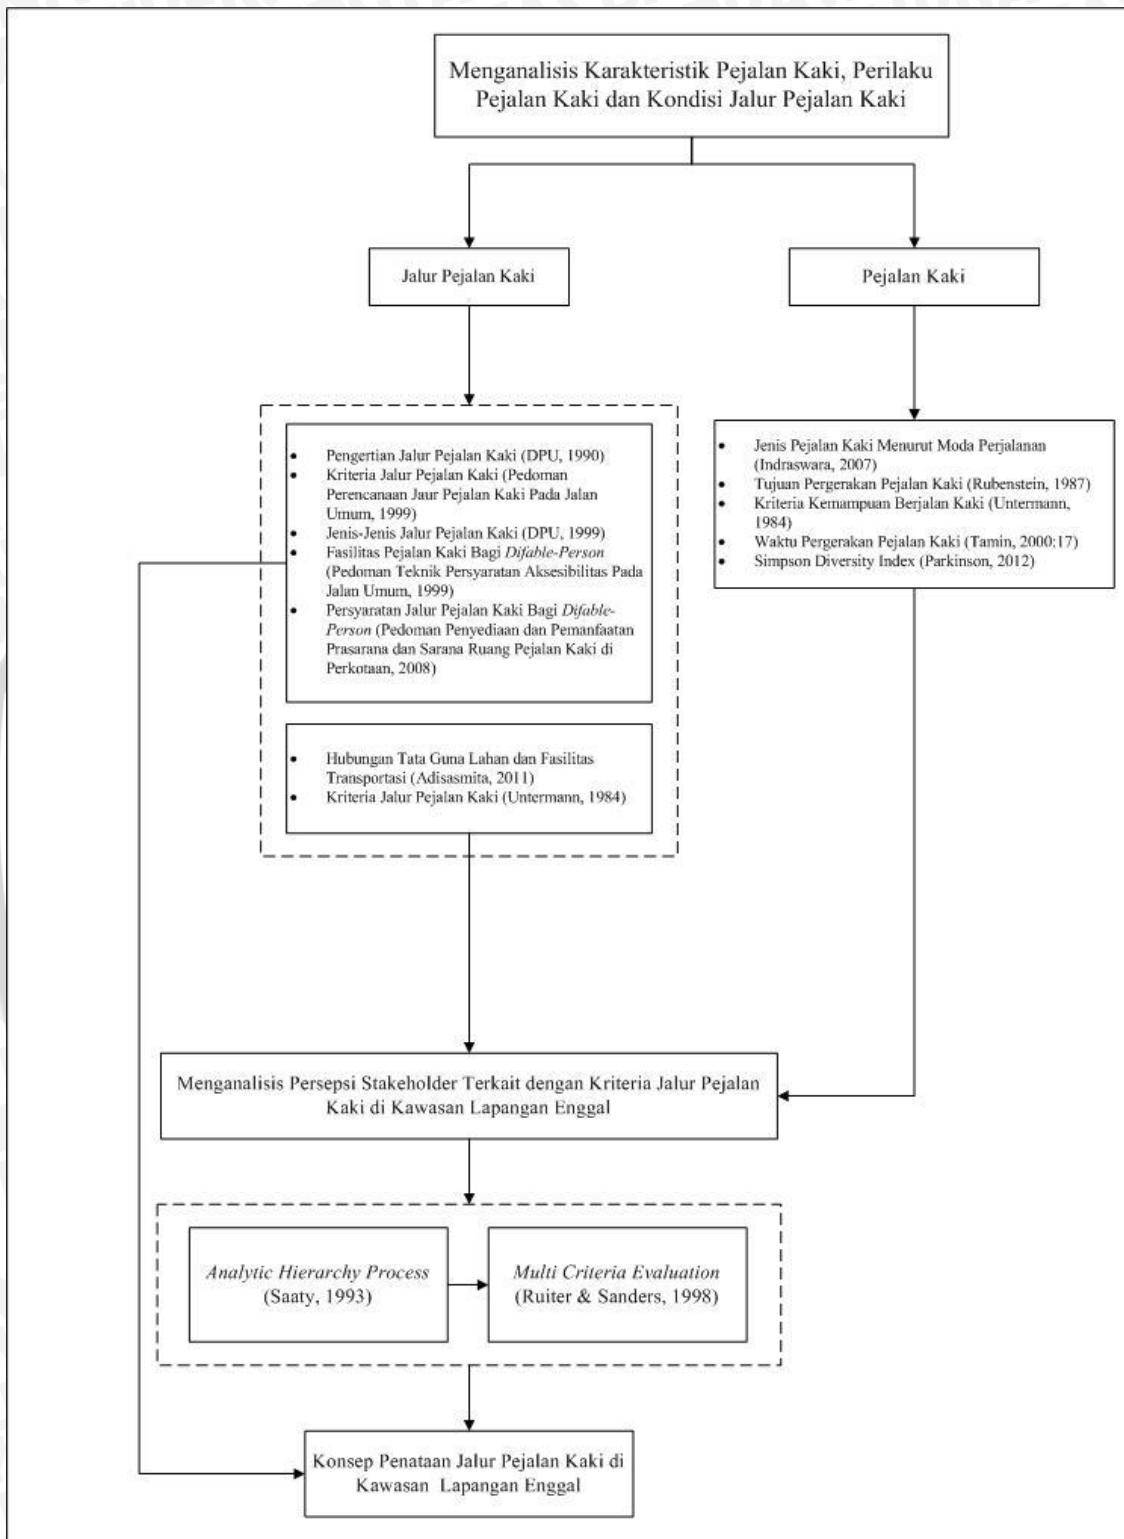 Menganalisis Karakteristik Pejalan Kaki, Perilaku
Pejalan Kaki dan Kondisi Jalur Pejalan Kaki
Jalur Pejalan Kaki
Pejalan Kaki
• Pengertian Jalur Pejalan Kaki (DPU, 1990)
• Kriteria Jalur Pejalan Kaki (Pedoman
Perencanaan Jaur Pejalan Kaki Pada Jalan
Umum, 1999)
• Jenis-Jenis Jalur Pejalan Kaki (DPU, 1999)
• Fasilitas Pejalan Kaki Bagi Difable-Person
(Pedoman Teknik Persyaratan Aksesibilitas Pada
Jalan Umum, 1999)
• Persyaratan Jalur Pejalan Kaki Bagi Difable-
Person (Pedoman Penyediaan dan Pemanfaatan
Prasarana dan Sarana Ruang Pejalan Kaki di
Perkotaan, 2008)
• Hubungan Tata Guna Lahan dan Fasilitas
Transportasi (Adisasmita, 2011)
• Kriteria Jalur Pejalan Kaki (Untermann, 1984)
• Jenis Pejalan Kaki Menurut Moda Perjalanan
(Indraswara, 2007)
• Tujuan Pergerakan Pejalan Kaki (Rubenstein, 1987)
• Kriteria Kemampuan Berjalan Kaki (Untermann,
1984)
• Waktu Pergerakan Pejalan Kaki (Tamin, 2000:17)
• Simpson Diversity Index (Parkinson, 2012)
Menganalisis Persepsi Stakeholder Terkait dengan Kriteria Jalur Pejalan
Kaki di Kawasan Lapangan Enggal
Analytic Hierarchy Process
(Saaty, 1993)
Multi Criteria Evaluation
(Ruiter & Sanders, 1998)
Konsep Penataan Jalur Pejalan Kaki di
Kawasan Lapangan Enggal